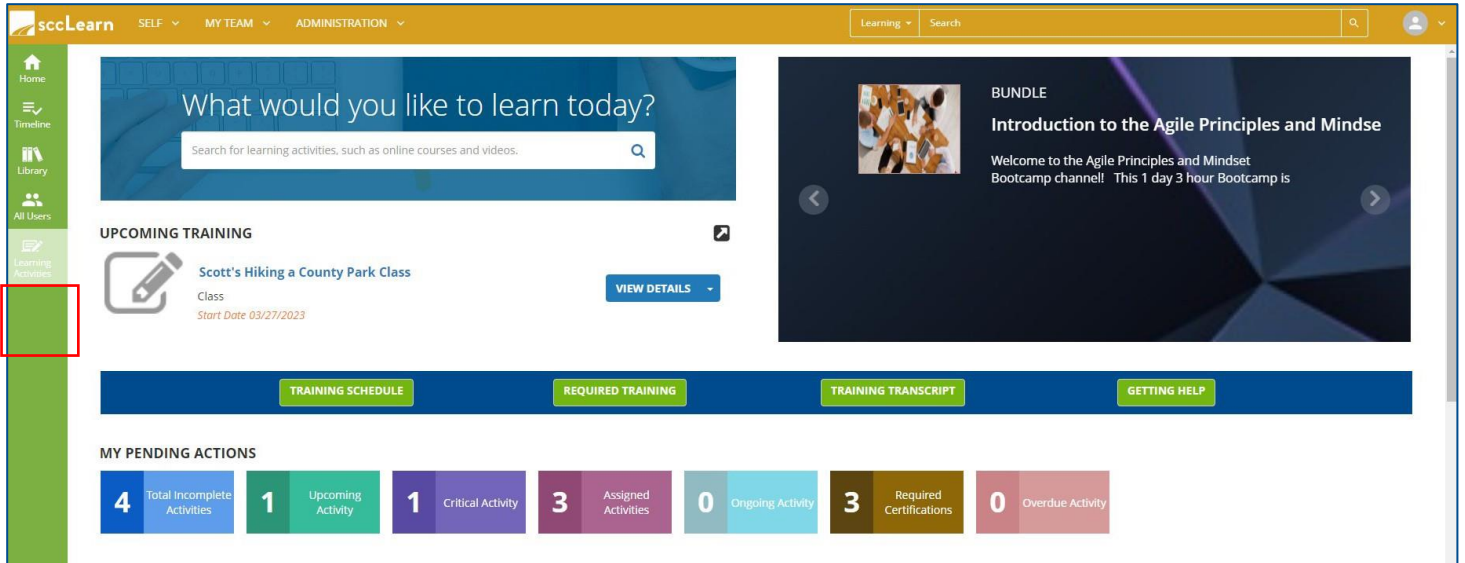 sccLearn SELF MY TEAM ADMINISTRATION Learning Search
Home
Timeline
Library
All Users
Learning
Activities
What would you like to learn today?
Search for learning activities, such as online courses and videos.
BUNDLE
Introduction to the Agile Principles and Mindse
Welcome to the Agile Principles and Mindset
Bootcamp channel! This 1 day 3 hour Bootcamp is
UPCOMING TRAINING
Scott's Hiking a County Park Class
Class
Start Date 03/27/2023
VIEW DETAILS
TRAINING SCHEDULE REQUIRED TRAINING TRAINING TRANSCRIPT GETTING HELP
MY PENDING ACTIONS
4 Total Incomplete
Activities
1 Upcoming
Activity
1 Critical Activity
3 Assigned
Activities
0 Ongoing Activity
3 Required
Certifications
0 Overdue Activity